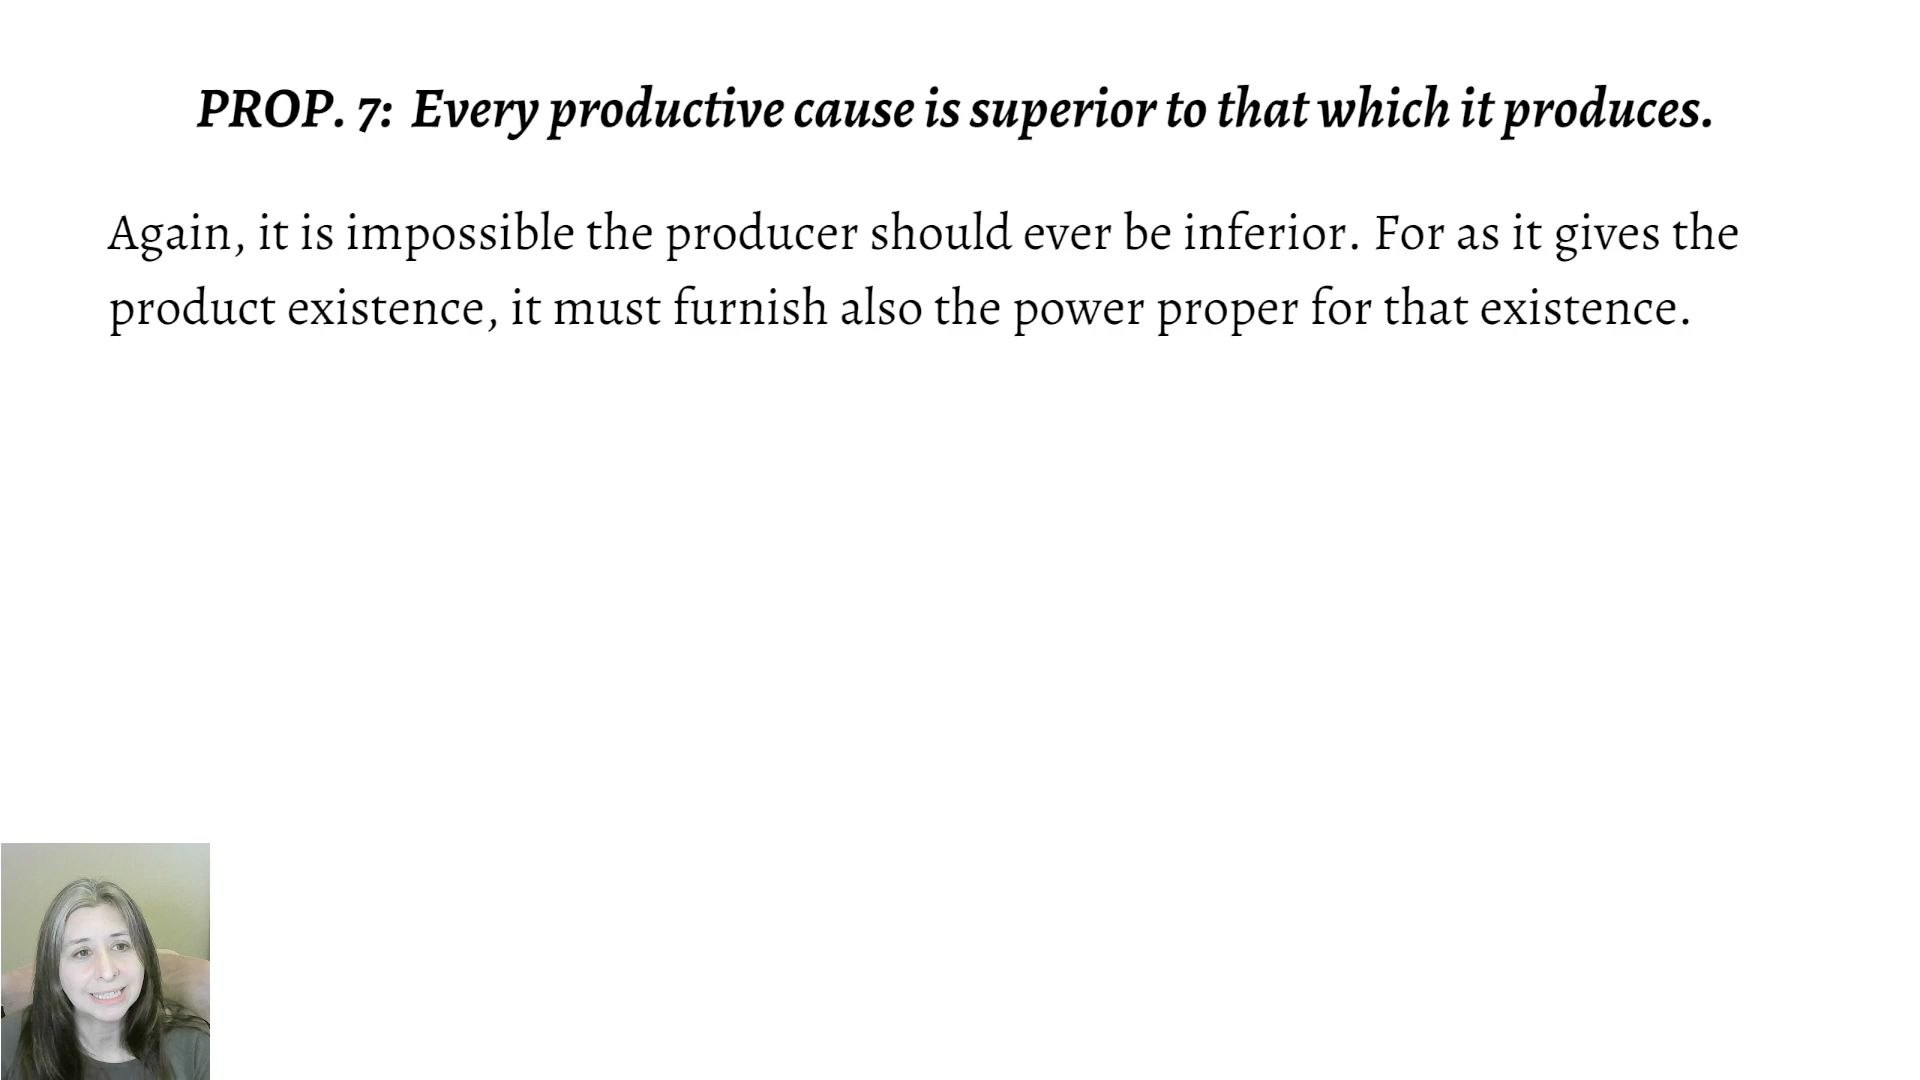 PROP. 7: Every productive cause is superior to that which it produces.
Again, it is impossible the producer should ever be inferior. For as it gives the
product existence, it must furnish also the power proper for that existence.